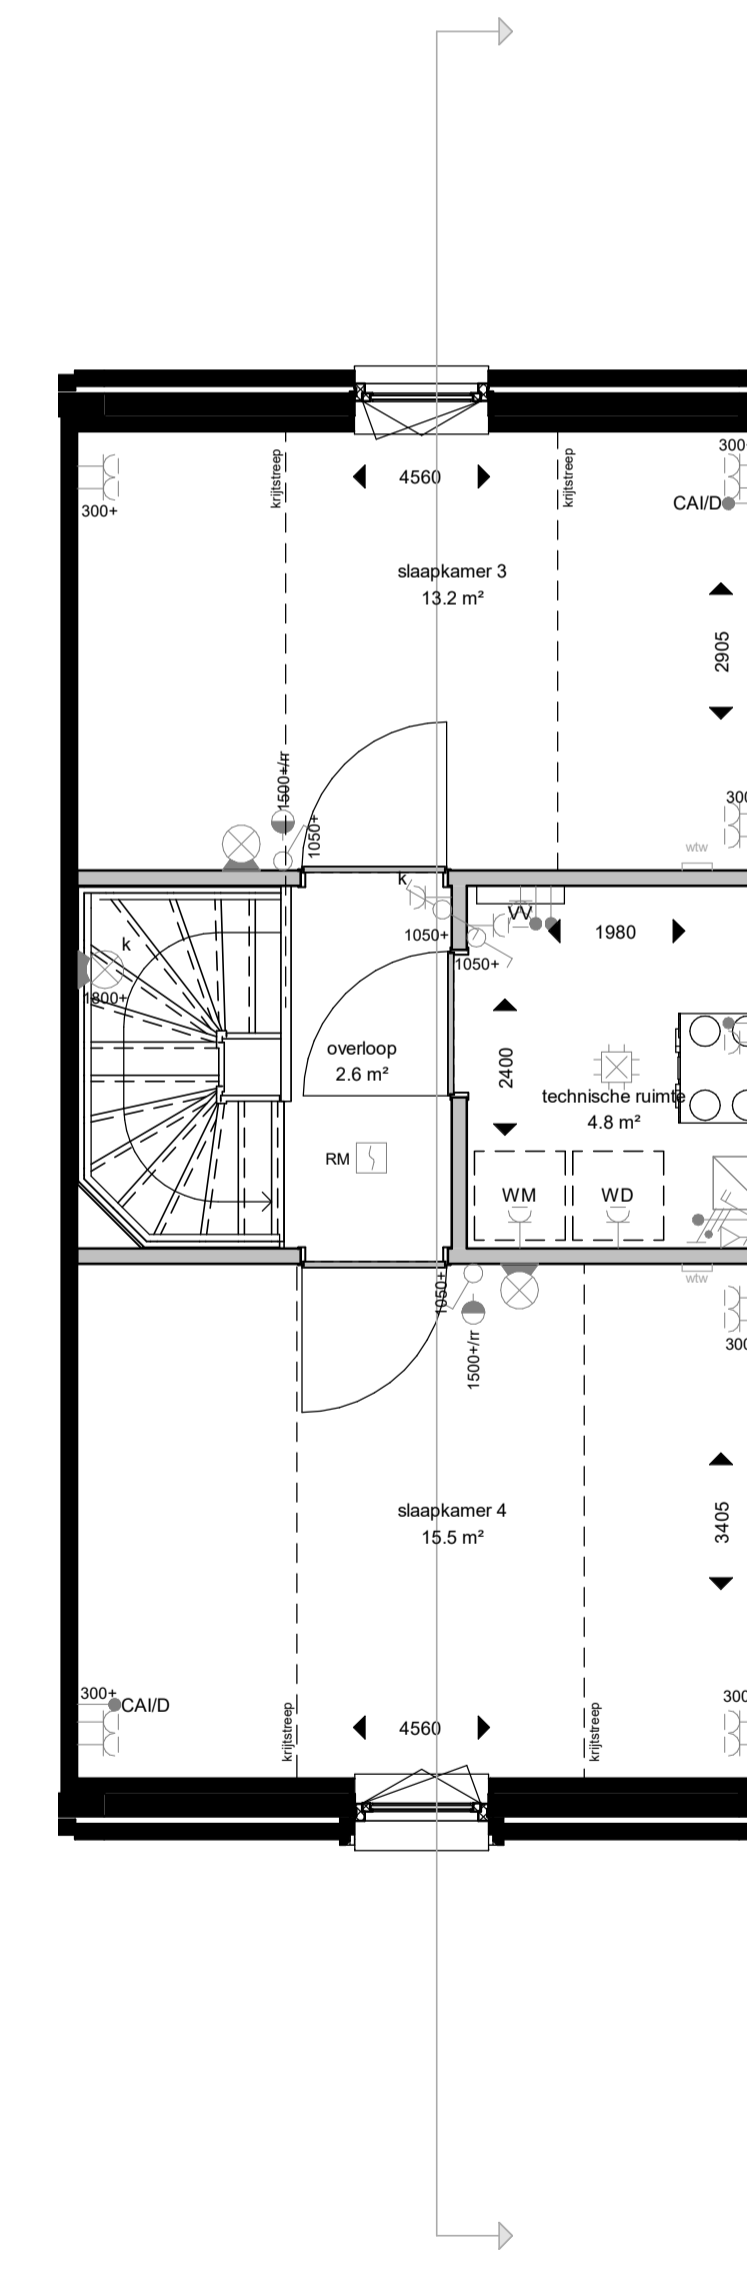 krijtstreep
krijtstreep
4560
300+
300+
CAI/D
slaapkamer 3
13.2 m²
2905
1500+/rr
1050+
300
wtw
k
k
VV
1980
1050+
1050+
1800+
overloop
2.6 m²
2400
technische ruimte
4.8 m²
RM
WM
WD
1050+
wtw
1500+/rr
300
slaapkamer 4
15.5 m²
3405
300+
CAI/D
300
krijtstreep
4560
krijtstreep